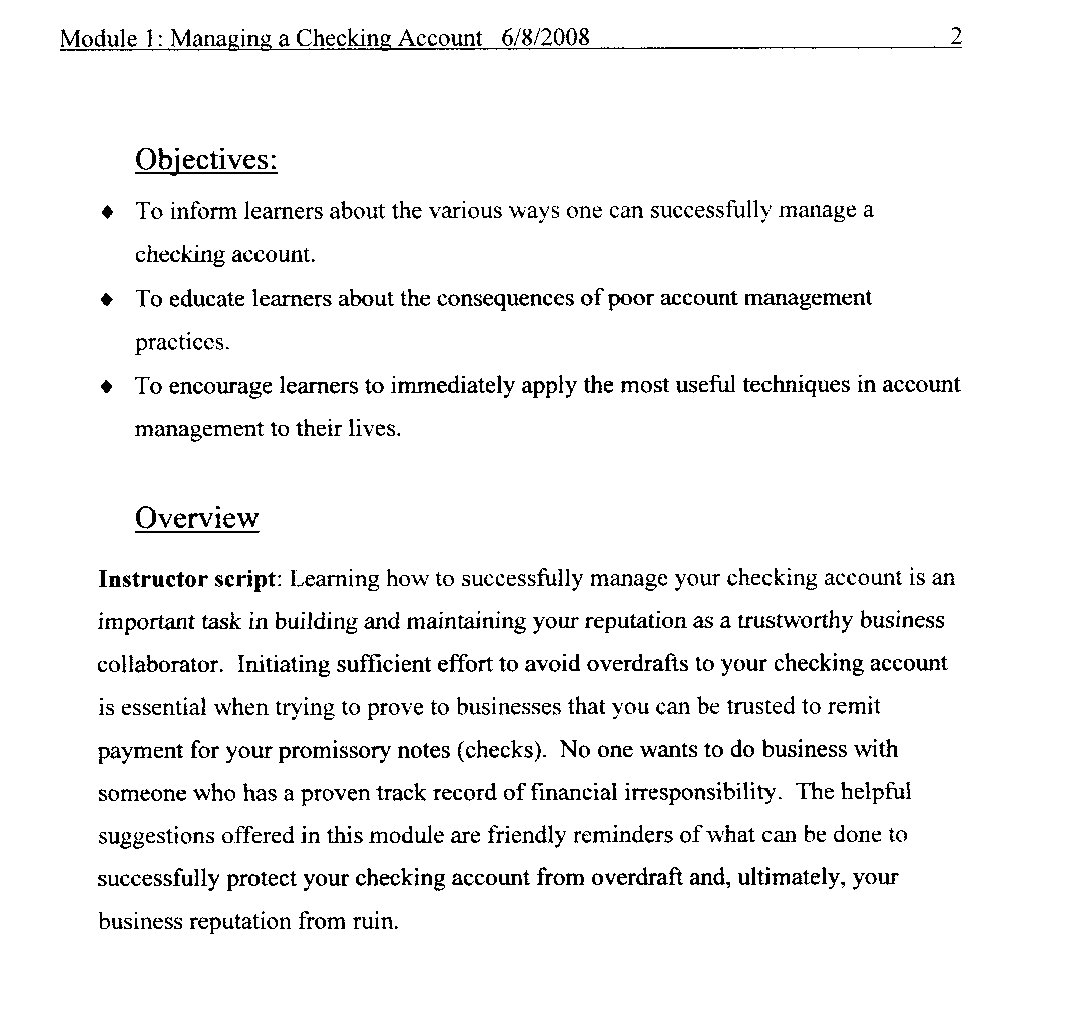 Module 1: Managing a Checking Account 6/8/2008 2
Objectives:
♦ To inform learners about the various ways one can successfully manage a
checking account.
♦ To educate learners about the consequences of poor account management
practices.
♦ To encourage learners to immediately apply the most useful techniques in account
management to their lives.
Overview
Instructor script: Learning how to successfully manage your checking account is an
important task in building and maintaining your reputation as a trustworthy business
collaborator. Initiating sufficient effort to avoid overdrafts to your checking account
is essential when trying to prove to businesses that you can be trusted to remit
payment for your promissory notes (checks). No one wants to do business with
someone who has a proven track record of financial irresponsibility. The helpful
suggestions offered in this module are friendly reminders of what can be done to
successfully protect your checking account from overdraft and, ultimately, your
business reputation from ruin.